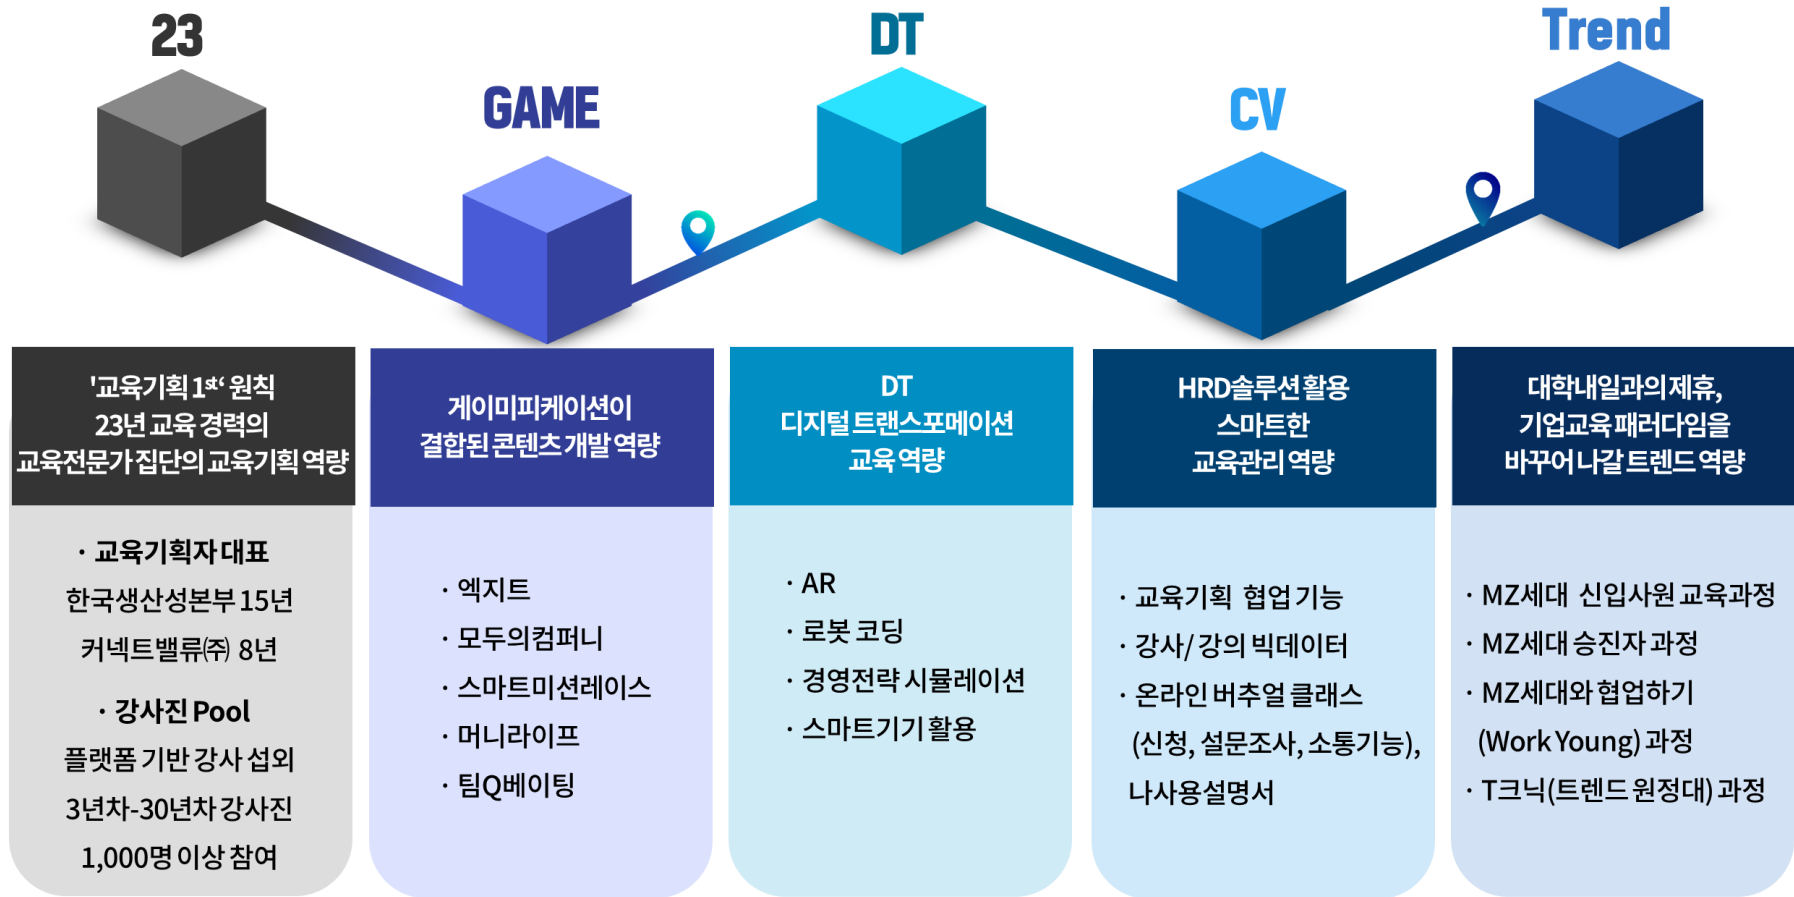 23
GAME
DT
CV
Trend
'교육기획 1st‘ 원칙
23년 교육 경력의
교육전문가 집단의 교육기획 역량
· 교육기획자 대표
한국생산성본부 15년
커넥트밸류㈜ 8년
· 강사진 Pool
플랫폼 기반 강사 섭외
3년차-30년차 강사진
1,000명 이상 참여
게이미피케이션이
결합된 콘텐츠 개발 역량
· 엑지트
· 모두의컴퍼니
· 스마트미션레이스
· 머니라이프
· 팀Q베이팅
DT
디지털 트랜스포메이션
교육 역량
· AR
· 로봇 코딩
· 경영전략 시뮬레이션
· 스마트기기 활용
HRD솔루션 활용
스마트한
교육관리 역량
· 교육기획 협업 기능
· 강사/ 강의 빅데이터
· 온라인 버추얼 클래스
(신청, 설문조사, 소통기능),
나사용설명서
대학내일과의 제휴,
기업교육 패러다임을
바꾸어 나갈 트렌드 역량
· MZ세대 신입사원 교육과정
· MZ세대 승진자 과정
· MZ세대와 협업하기
(Work Young) 과정
· T크닉(트렌드 원정대) 과정